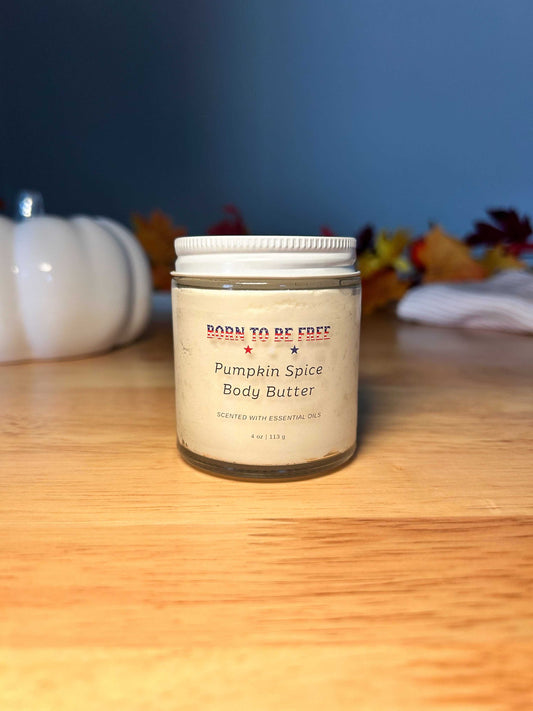 BORN TO BE FREE
Pumpkin Spice
Body Butter
SCENTED WITH ESSENTIAL OILS
4 oz | 113 g